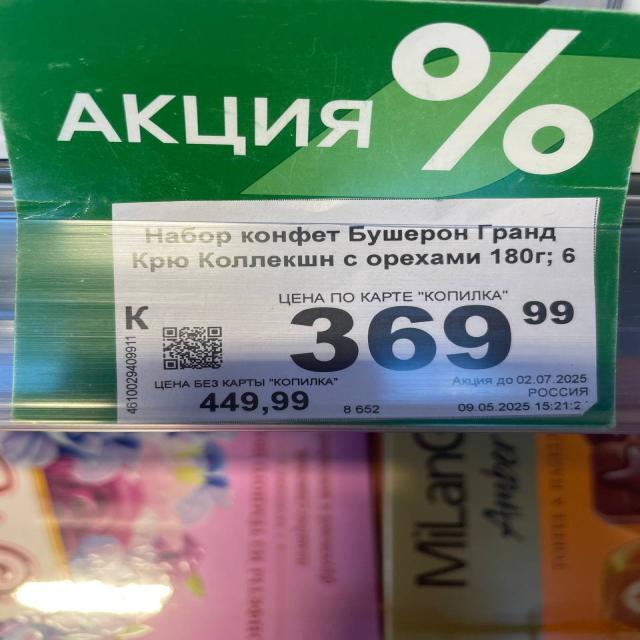 АКЦИЯ %
Набор конфет Бушерон Гранд
Крю Коллекшн с орехами 180г; 6
ЦЕНА ПО КАРТЕ "КОПИЛКА"
К
369 99
4610029409911
ЦЕНА БЕЗ КАРТЫ "КОПИЛКА"
449,99
8 652
Акция до 02.07.2025
РОССИЯ
09.05.2025 15:21:2
MiLanC
Amber